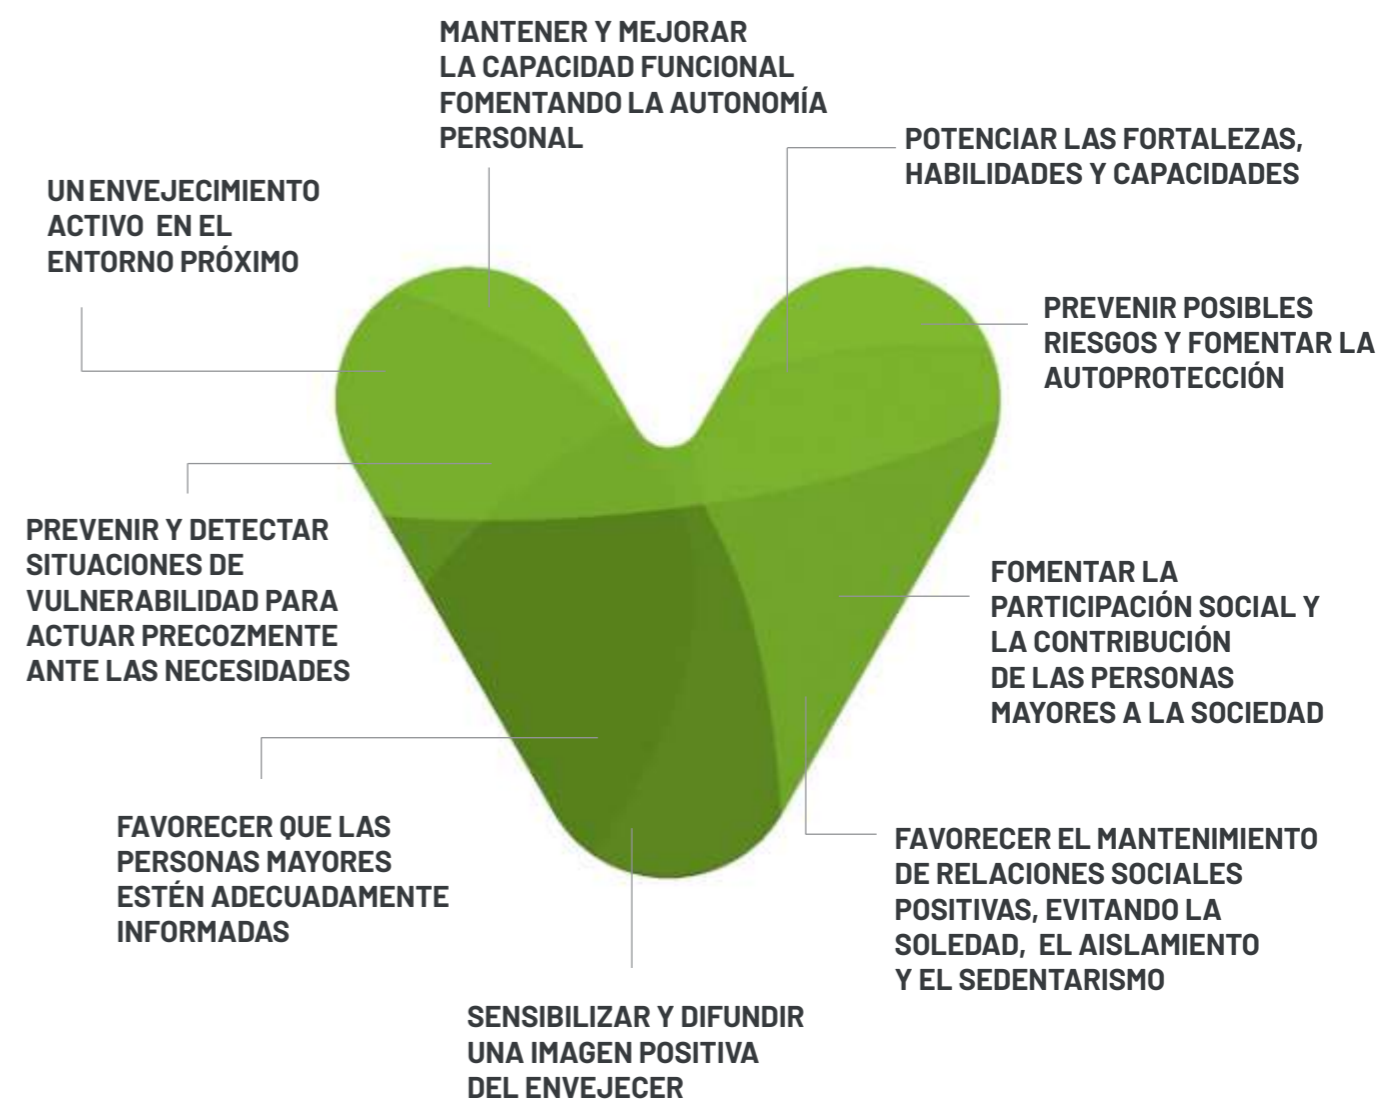 MANTENER Y MEJORAR
LA CAPACIDAD FUNCIONAL
FOMENTANDO LA AUTONOMÍA
PERSONAL
POTENCIAR LAS FORTALEZAS,
HABILIDADES Y CAPACIDADES
UN ENVEJECIMIENTO
ACTIVO EN EL
ENTORNO PRÓXIMO
PREVENIR POSIBLES
RIESGOS Y FOMENTAR LA
AUTOPROTECCIÓN
PREVENIR Y DETECTAR
SITUACIONES DE
VULNERABILIDAD PARA
ACTUAR PRECOZMENTE
ANTE LAS NECESIDADES
FOMENTAR LA
PARTICIPACIÓN SOCIAL Y
LA CONTRIBUCIÓN
DE LAS PERSONAS
MAYORES A LA SOCIEDAD
FAVORECER QUE LAS
PERSONAS MAYORES
ESTÉN ADECUADAMENTE
INFORMADAS
FAVORECER EL MANTENIMIENTO
DE RELACIONES SOCIALES
POSITIVAS, EVITANDO LA
SOLEDAD, EL AISLAMIENTO
Y EL SEDENTARISMO
SENSIBILIZAR Y DIFUNDIR
UNA IMAGEN POSITIVA
DEL ENVEJECER